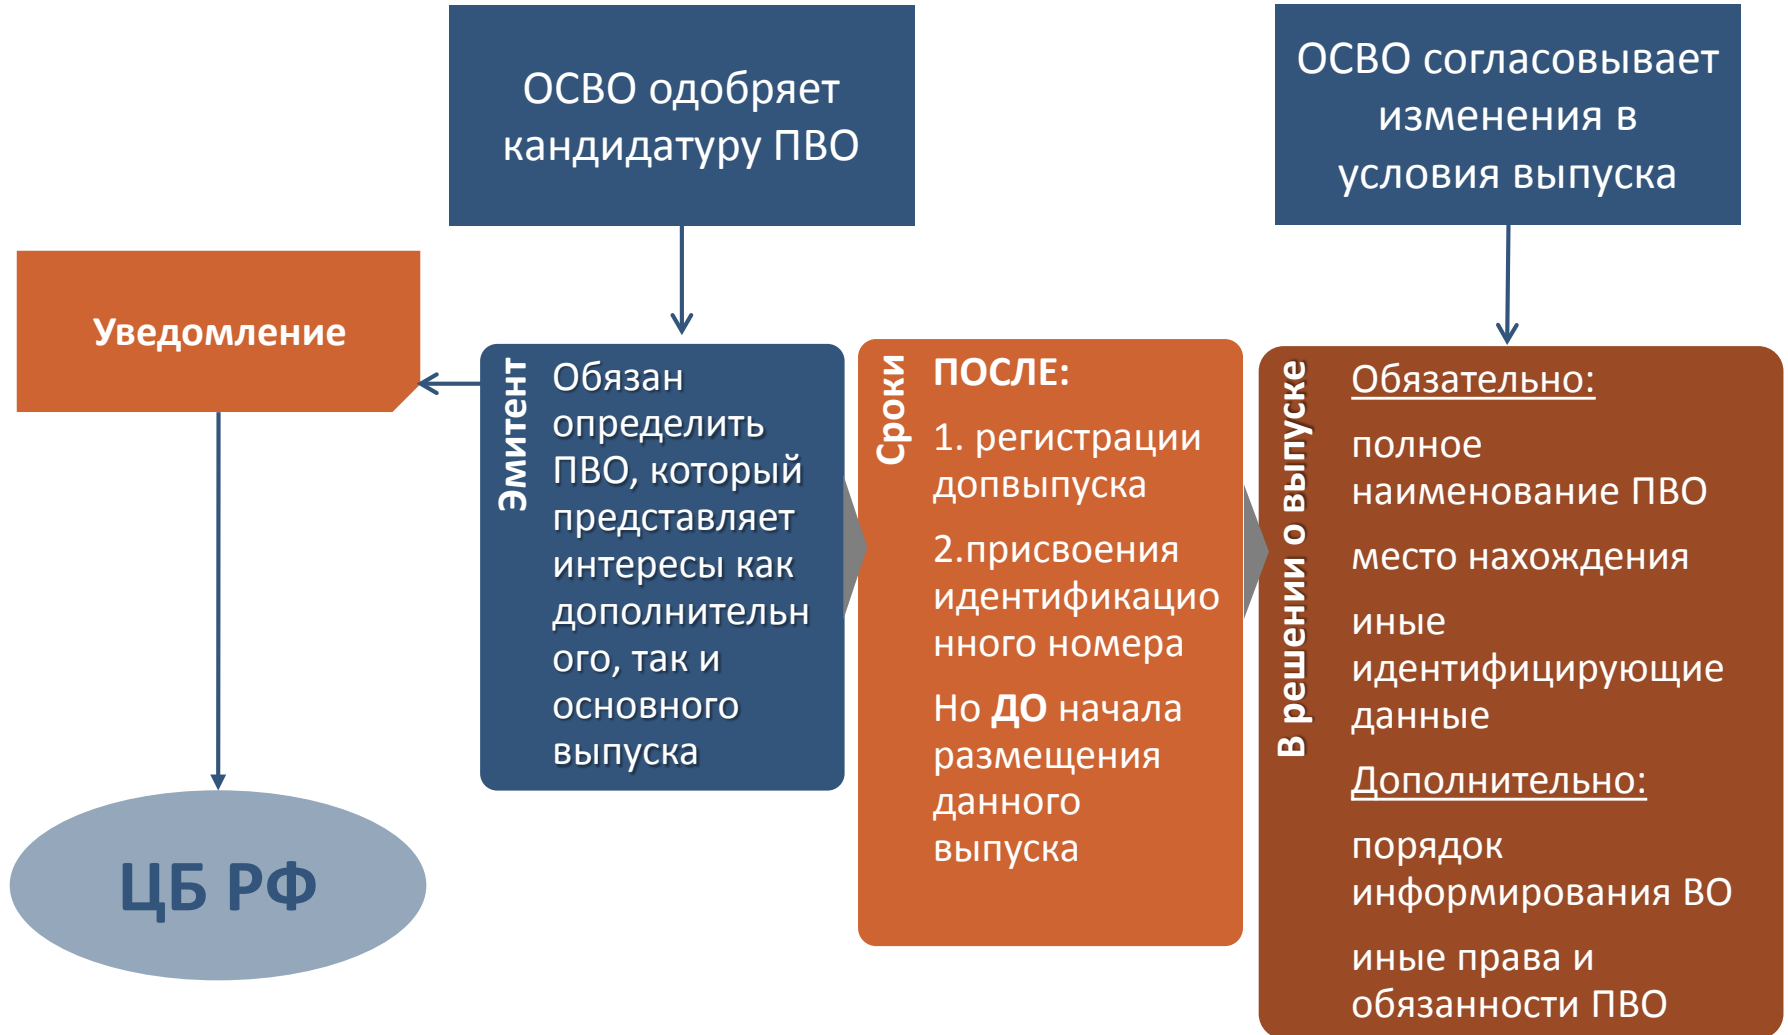 ОСВО одобряет
кандидатуру ПВО
ОСВО согласовывает
изменения в
условия выпуска
Уведомление
ЦБ РФ
Эмитент
Обязан
определить
ПВО, который
представляет
интересы как
дополнительн
ого, так и
основного
выпуска
Сроки
ПОСЛЕ:
1. регистрации
допвыпуска
2.присвоения
идентификацио
нного номера
Но ДО начала
размещения
данного
выпуска
В решении о выпуске
Обязательно:
полное
наименование ПВО
место нахождения
иные
идентифицирующие
данные
Дополнительно:
порядок
информирования ВО
иные права и
обязанности ПВО